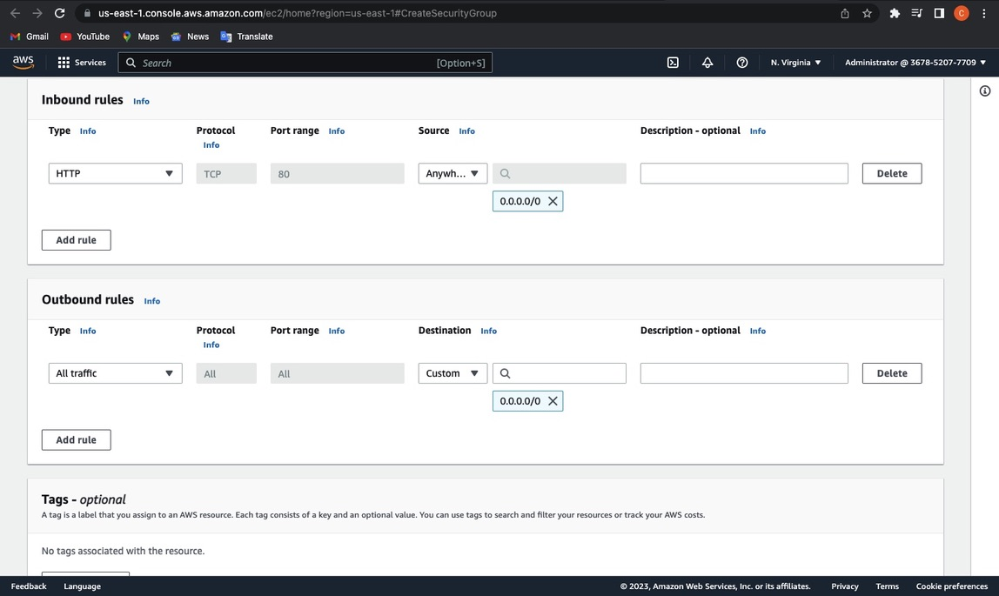 us-east-1.console.aws.amazon.com/ec2/home?region=us-east-1#CreateSecurityGroup
C
Gmail YouTube Maps News Translate
aws Services Search [Option+S] N. Virginia Administrator @ 3678-5207-7709
Inbound rules Info
Type Info Protocol Info Port range Info Source Info Description - optional Info
HTTP TCP 80 Anywh... Delete
0.0.0.0/0
Add rule
Outbound rules Info
Type Info Protocol Info Port range Info Destination Info Description - optional Info
All traffic All All Custom Delete
0.0.0.0/0
Add rule
Tags - optional
A tag is a label that you assign to an AWS resource. Each tag consists of a key and an optional value. You can use tags to search and filter your resources or track your AWS costs.
No tags associated with the resource.
Feedback Language © 2023, Amazon Web Services, Inc. or its affiliates. Privacy Terms Cookie preferences